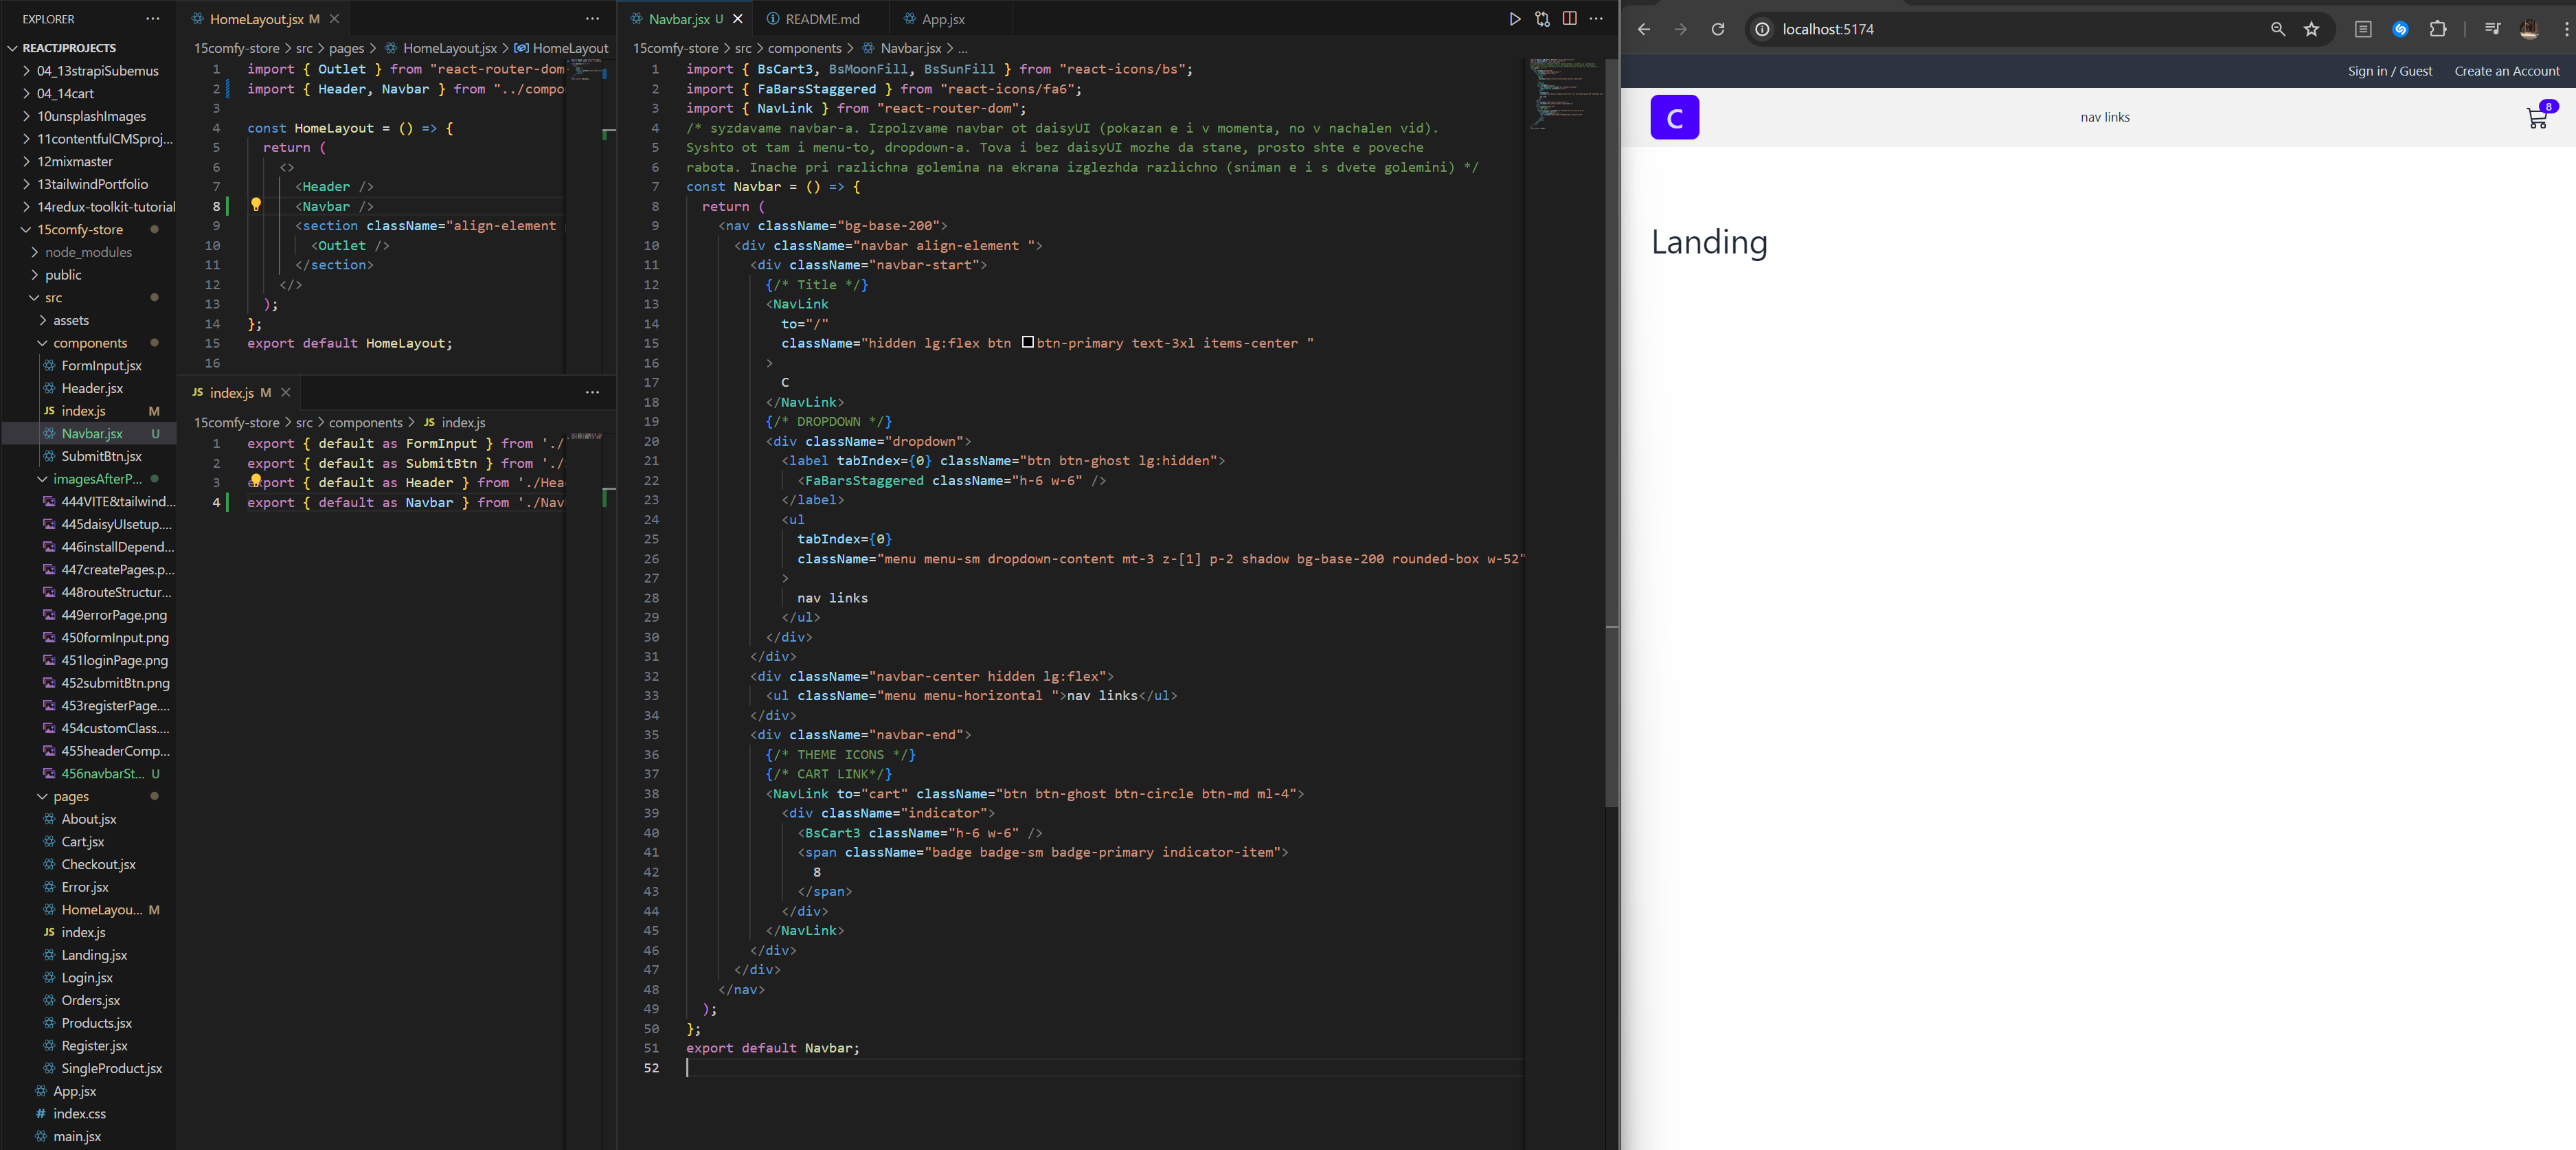 EXPLORER
REACTJPROJECTS
04_13strapiSubemus
04_14cart
10unsplashImages
11contentfulCMSproj...
12mixmaster
13tailwindPortfolio
14redux-toolkit-tutorial
15comfy-store
node_modules
public
src
assets
components
FormInput.jsx
Header.jsx
JS index.js M
Navbar.jsx U
SubmitBtn.jsx
imagesAfterP...
444VITE&tailwind...
445daisyUIsetup....
446installDepend...
447createPages.p...
448routeStructur...
449errorPage.png
450formInput.png
451loginPage.png
452submitBtn.png
453registerPage....
454customClass....
455headerComp...
456navbarSt... U
pages
About.jsx
Cart.jsx
Checkout.jsx
Error.jsx
HomeLayou... M
JS index.js
Landing.jsx
Login.jsx
Orders.jsx
Products.jsx
Register.jsx
SingleProduct.jsx
App.jsx
# index.css
main.jsx
HomeLayout.jsx M
15comfy-store > src > pages > HomeLayout.jsx > HomeLayout
1 import { Outlet } from "react-router-dom
2 import { Header, Navbar } from "../compo
3
4 const HomeLayout = () => {
5 return (
6 <>
7 <Header />
8 <Navbar />
9 <section className="align-element
10 <Outlet />
11 </section>
12 </>
13 );
14 };
15 export default HomeLayout;
16
JS index.js M
15comfy-store > src > components > JS index.js
1 export { default as FormInput } from './
2 export { default as SubmitBtn } from './
3 export { default as Header } from './Hea
4 export { default as Navbar } from './Nav
Navbar.jsx U
README.md
App.jsx
15comfy-store > src > components > Navbar.jsx > ...
1 import { BsCart3, BsMoonFill, BsSunFill } from "react-icons/bs";
2 import { FaBarsStaggered } from "react-icons/fa6";
3 import { NavLink } from "react-router-dom";
4 /* syzdavame navbar-a. Izpolzvame navbar ot daisyUI (pokazan e i v momenta, no v nachalen vid).
5 Syshto ot tam i menu-to, dropdown-a. Tova i bez daisyUI mozhe da stane, prosto shte e poveche
6 rabota. Inache pri razlichna golemina na ekrana izglezhda razlichno (sniman e i s dvete golemini) */
7 const Navbar = () => {
8 return (
9 <nav className="bg-base-200">
10 <div className="navbar align-element ">
11 <div className="navbar-start">
12 {/* Title */}
13 <NavLink
14 to="/"
15 className="hidden lg:flex btn btn-primary text-3xl items-center "
16 >
17 C
18 </NavLink>
19 {/* DROPDOWN */}
20 <div className="dropdown">
21 <label tabIndex={0} className="btn btn-ghost lg:hidden">
22 <FaBarsStaggered className="h-6 w-6" />
23 </label>
24 <ul
25 tabIndex={0}
26 className="menu menu-sm dropdown-content mt-3 z-[1] p-2 shadow bg-base-200 rounded-box w-52"
27 >
28 nav links
29 </ul>
30 </div>
31 </div>
32 <div className="navbar-center hidden lg:flex">
33 <ul className="menu menu-horizontal ">nav links</ul>
34 </div>
35 <div className="navbar-end">
36 {/* THEME ICONS */}
37 {/* CART LINK*/}
38 <NavLink to="cart" className="btn btn-ghost btn-circle btn-md ml-4">
39 <div className="indicator">
40 <BsCart3 className="h-6 w-6" />
41 <span className="badge badge-sm badge-primary indicator-item">
42 8
43 </span>
44 </div>
45 </NavLink>
46 </div>
47 </div>
48 </nav>
49 );
50 };
51 export default Navbar;
52
localhost:5174
Sign in / Guest Create an Account
C nav links 8
Landing